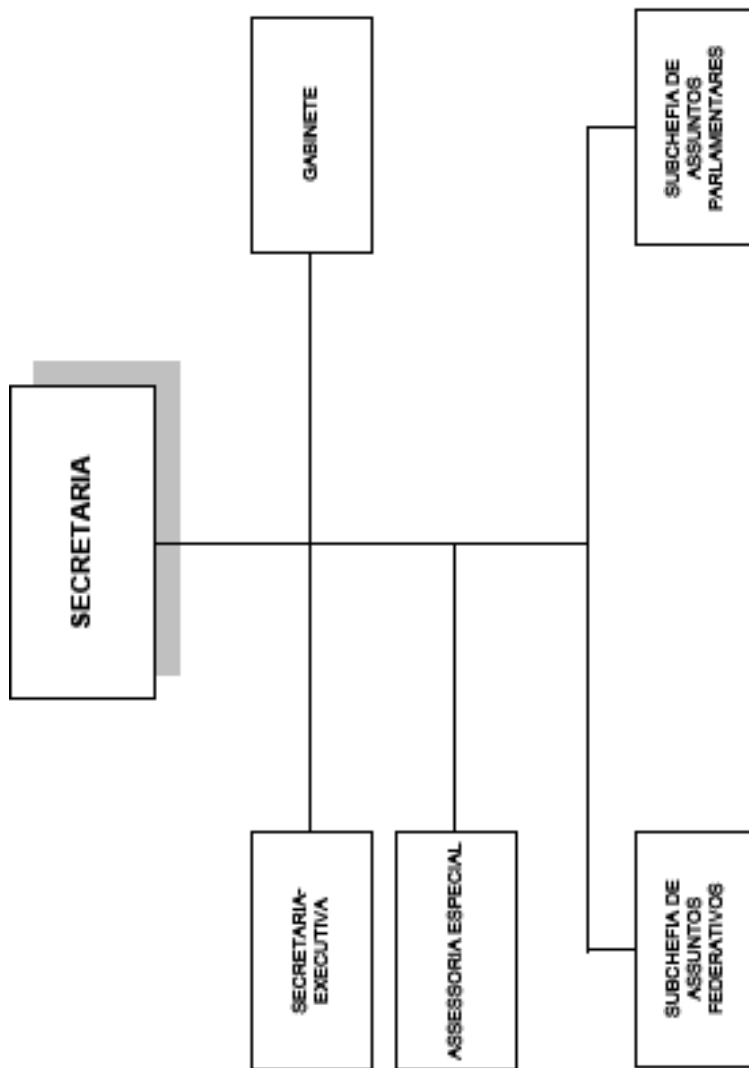 SECRETARIA
SECRETARIA-
EXECUTIVA
GABINETE
ASSESSORIA ESPECIAL
SUBCHEFIA DE
ASSUNTOS
FEDERATIVOS
SUBCHEFIA DE
ASSUNTOS
PARLAMENTARES